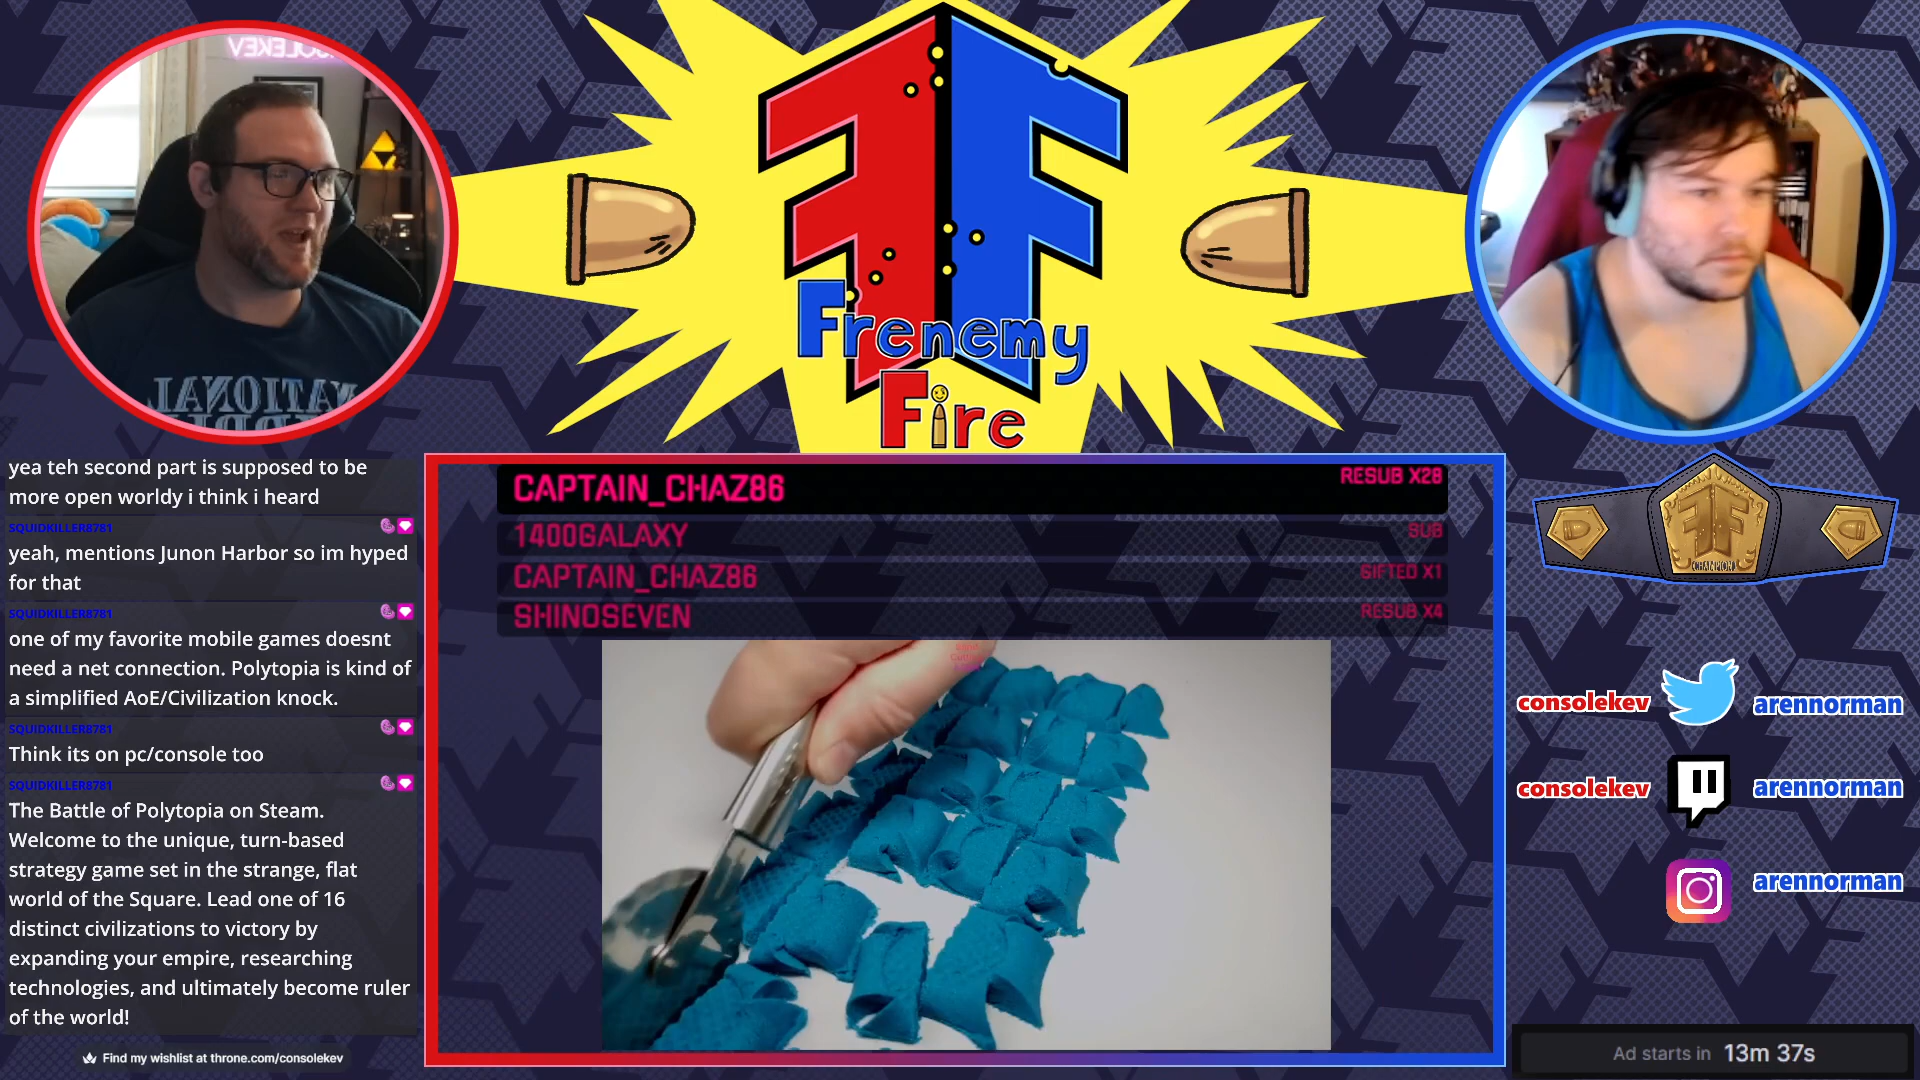 Frenemy
Fire
yea teh second part is supposed to be
more open worldy i think i heard
SQUIDKILLER8781
yeah, mentions Junon Harbor so im hyped
for that
SQUIDKILLER8781
one of my favorite mobile games doesnt
need a net connection. Polytopia is kind of
a simplified AoE/Civilization knock.
SQUIDKILLER8781
Think its on pc/console too
SQUIDKILLER8781
The Battle of Polytopia on Steam.
Welcome to the unique, turn-based
strategy game set in the strange, flat
world of the Square. Lead one of 16
distinct civilizations to victory by
expanding your empire, researching
technologies, and ultimately become ruler
of the world!
Find my wishlist at throne.com/consolekev
CAPTAIN_CHAZ86 RESUB X28
1400GALAXY SUB
CAPTAIN_CHAZ86 GIFTED X1
SHINOSEVEN RESUB X4
FF
CHAMPION
consolekev arennorman
consolekev arennorman
arennorman
Ad starts in 13m 37s
NATIONAL